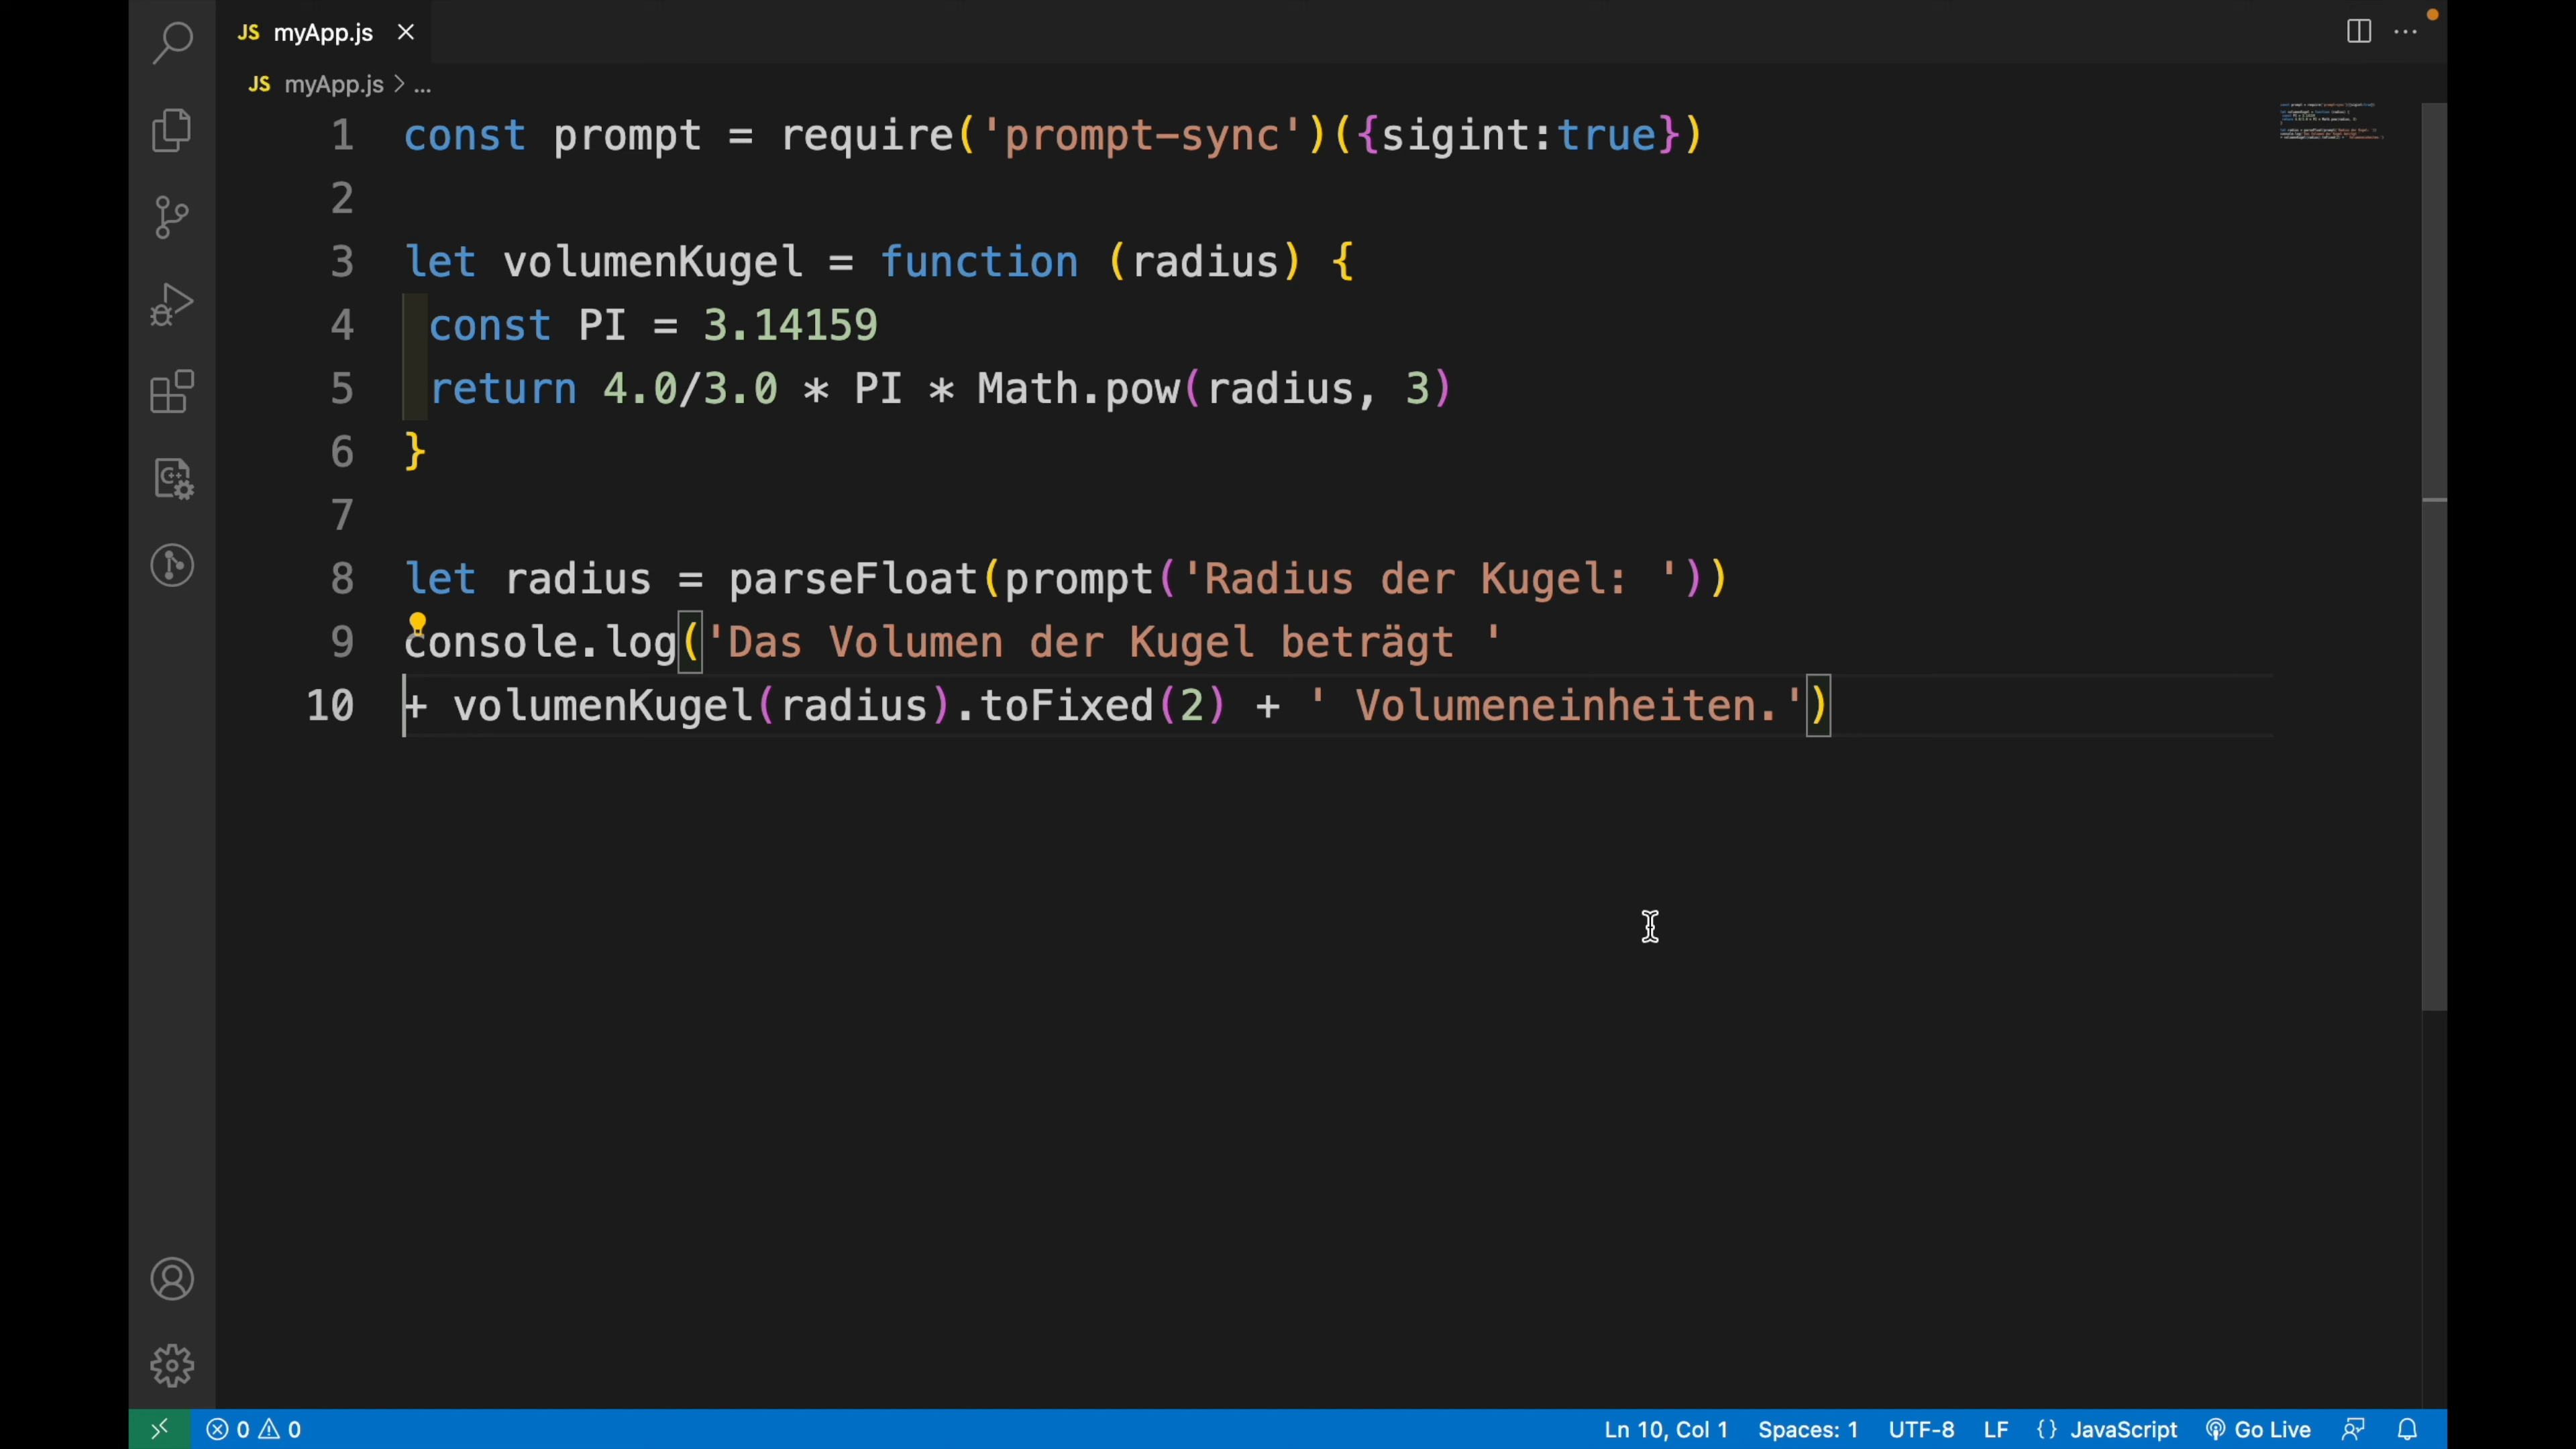 JS myApp.js
JS myApp.js > ...
1 const prompt = require('prompt-sync')({sigint:true})
2
3 let volumenKugel = function (radius) {
4 const PI = 3.14159
5 return 4.0/3.0 * PI * Math.pow(radius, 3)
6 }
7
8 let radius = parseFloat(prompt('Radius der Kugel: '))
9 console.log('Das Volumen der Kugel beträgt '
10 + volumenKugel(radius).toFixed(2) + ' Volumeneinheiten.')
0 0 Ln 10, Col 1 Spaces: 1 UTF-8 LF {} JavaScript Go Live